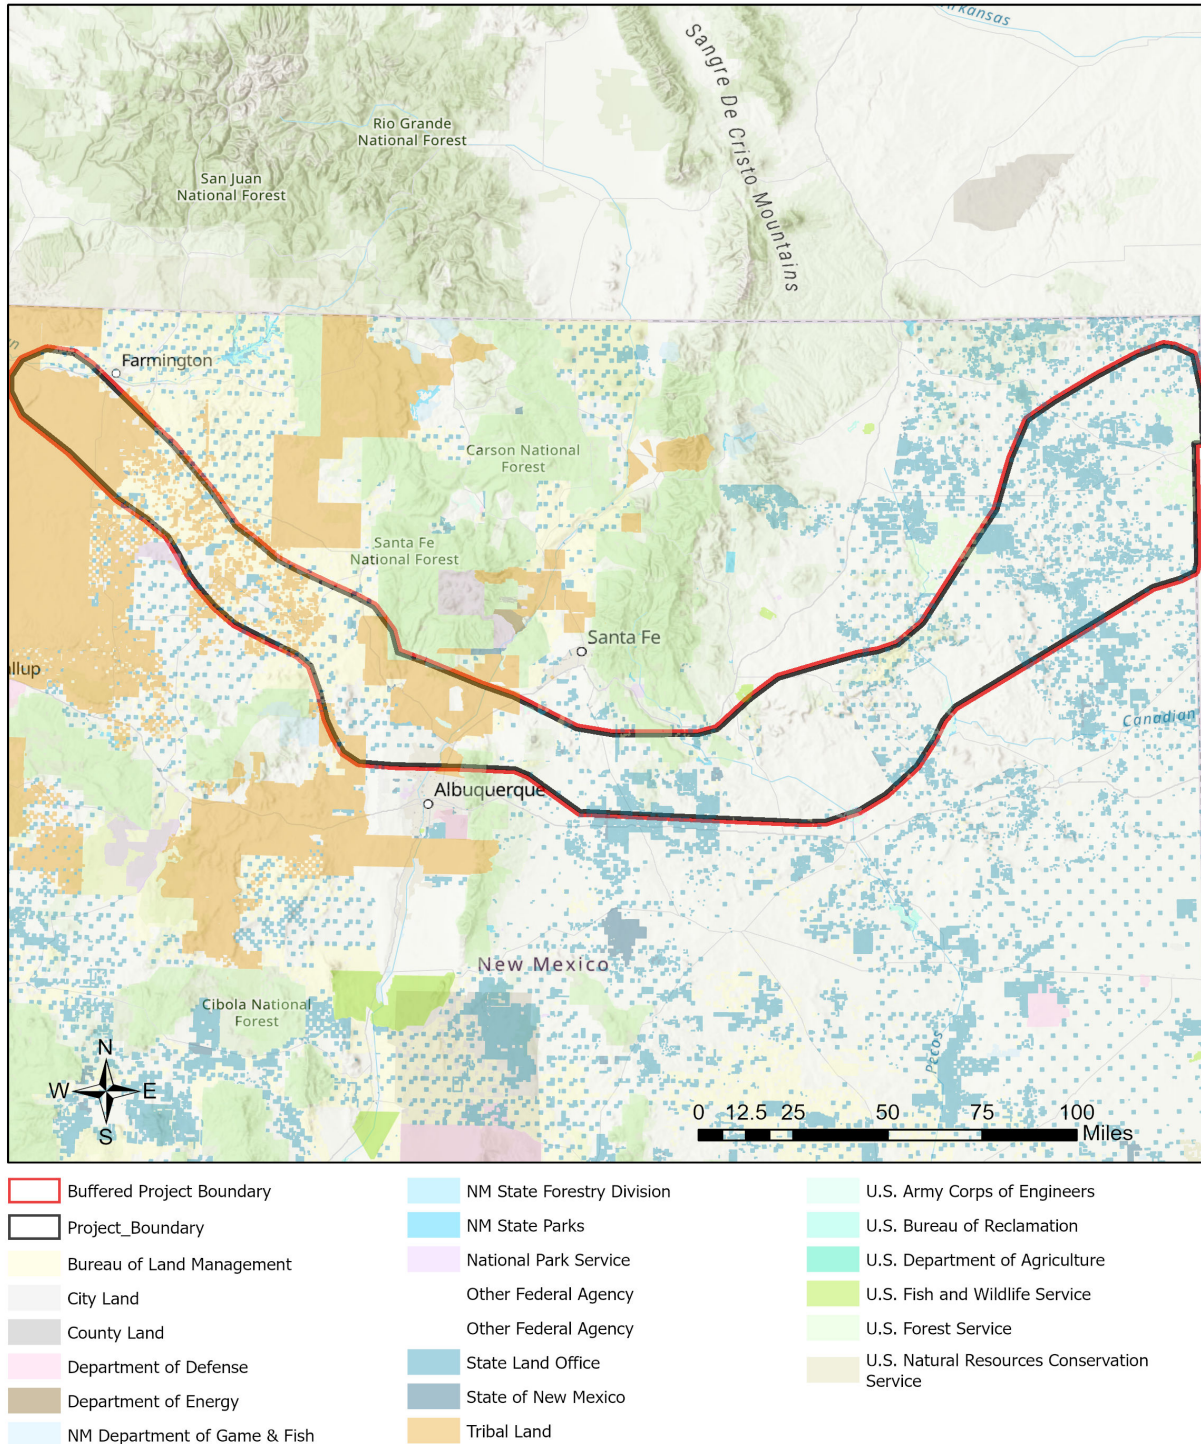 Arkansas
Sangre De Cristo Mountains
Rio Grande
National Forest
San Juan
National Forest
Farmington
Carson National
Forest
Santa Fe
National Forest
Santa Fe
allup
Canadian
Albuquerque
New Mexico
Cibola National
Forest
Pecos
N
W E
S
0 12.5 25 50 75 100
Miles
Buffered Project Boundary
Project_Boundary
Bureau of Land Management
City Land
County Land
Department of Defense
Department of Energy
NM Department of Game & Fish
NM State Forestry Division
NM State Parks
National Park Service
Other Federal Agency
Other Federal Agency
State Land Office
State of New Mexico
Tribal Land
U.S. Army Corps of Engineers
U.S. Bureau of Reclamation
U.S. Department of Agriculture
U.S. Fish and Wildlife Service
U.S. Forest Service
U.S. Natural Resources Conservation
Service